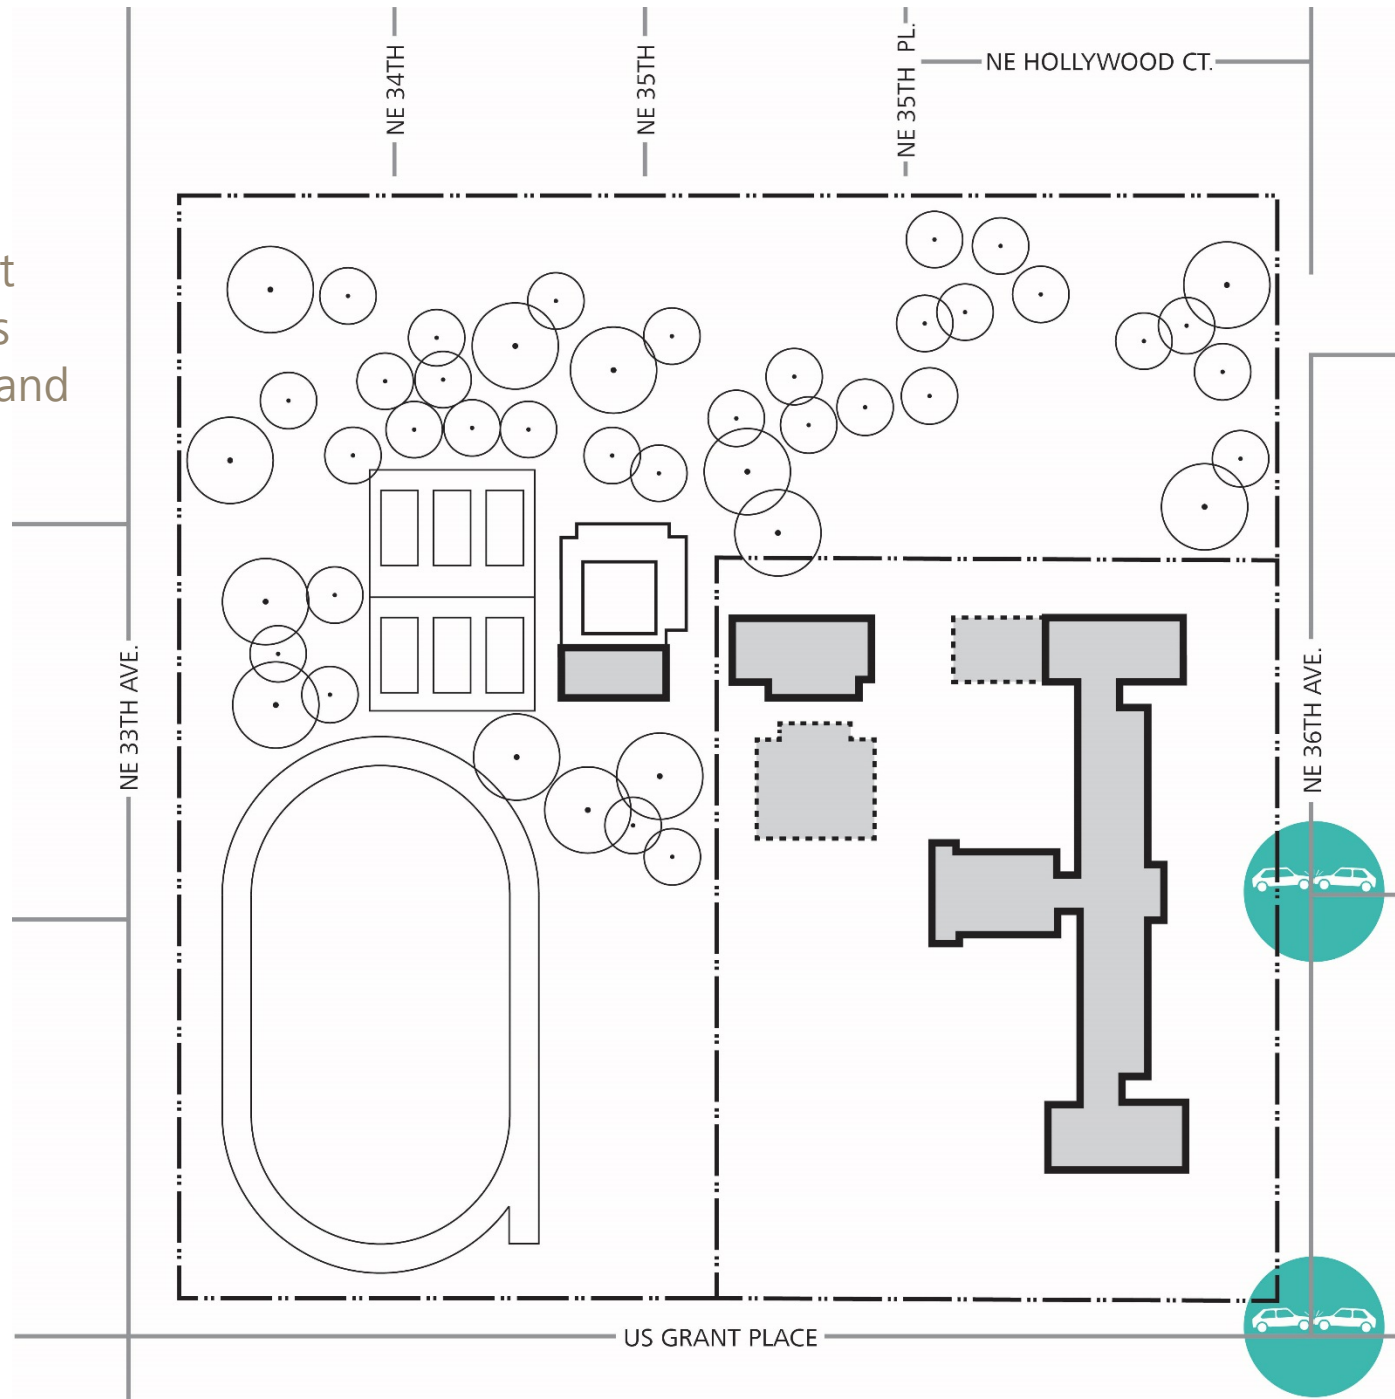 NE 34TH
NE 35TH
NE 35TH PL.
NE HOLLYWOOD CT.
t
s
and
NE 33TH AVE.
NE 36TH AVE.
US GRANT PLACE